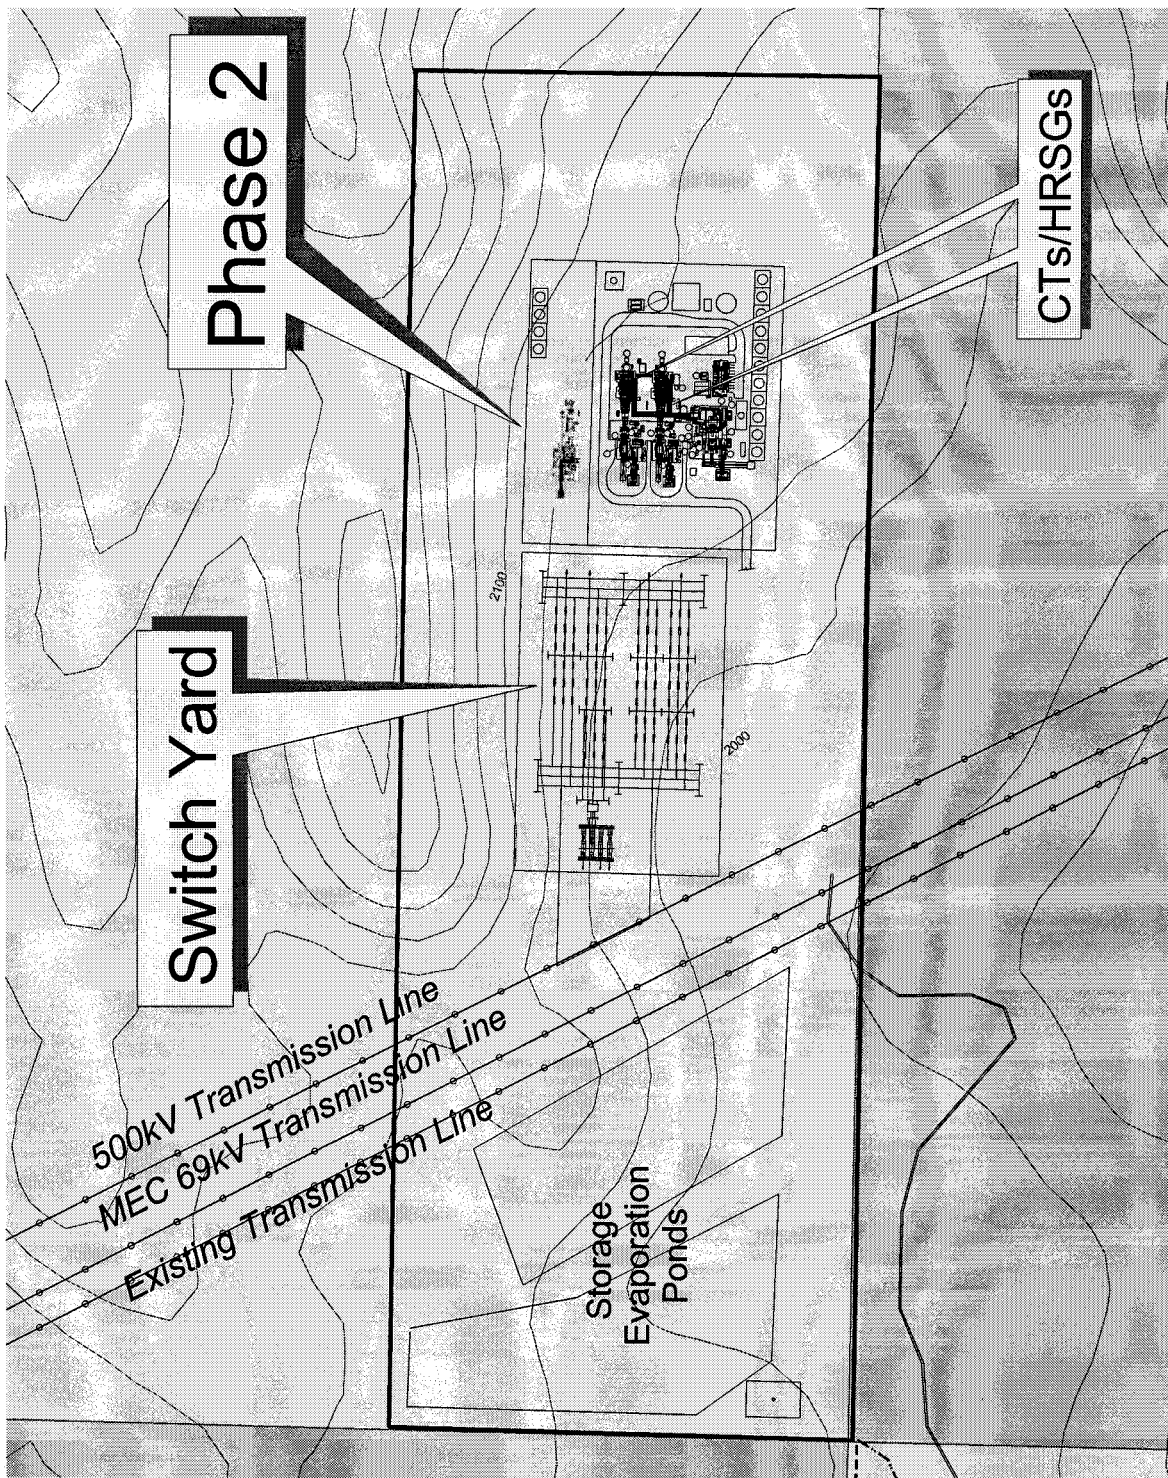 Phase 2
CTs/HRSGs
Switch Yard
2100
2000
500kV Transmission Line
MEC 69kV Transmission Line
Existing Transmission Line
Storage
Evaporation
Ponds